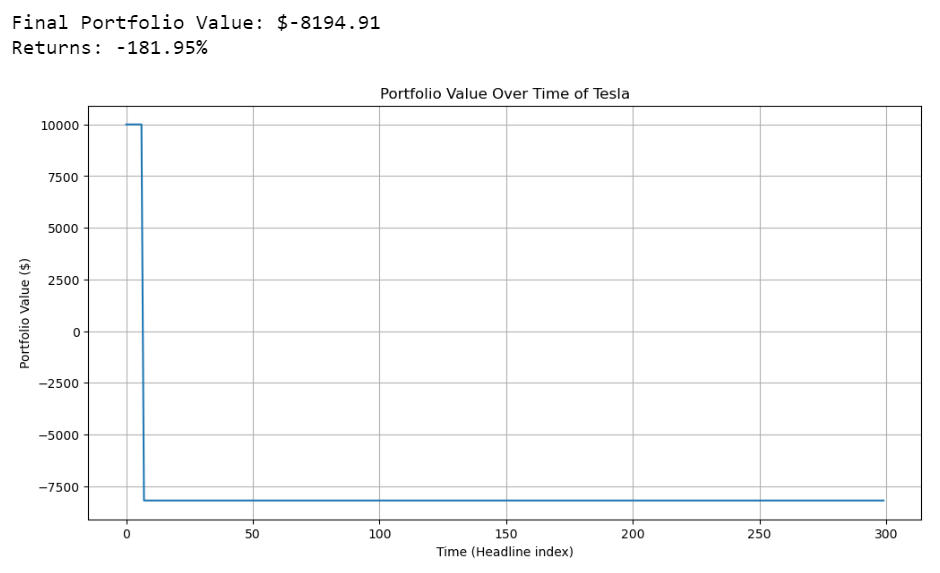 Final Portfolio Value: $-8194.91
Returns: -181.95%
Portfolio Value Over Time of Tesla
10000
7500
5000
2500
0
−2500
−5000
−7500
Portfolio Value ($)
0 50 100 150 200 250 300
Time (Headline index)